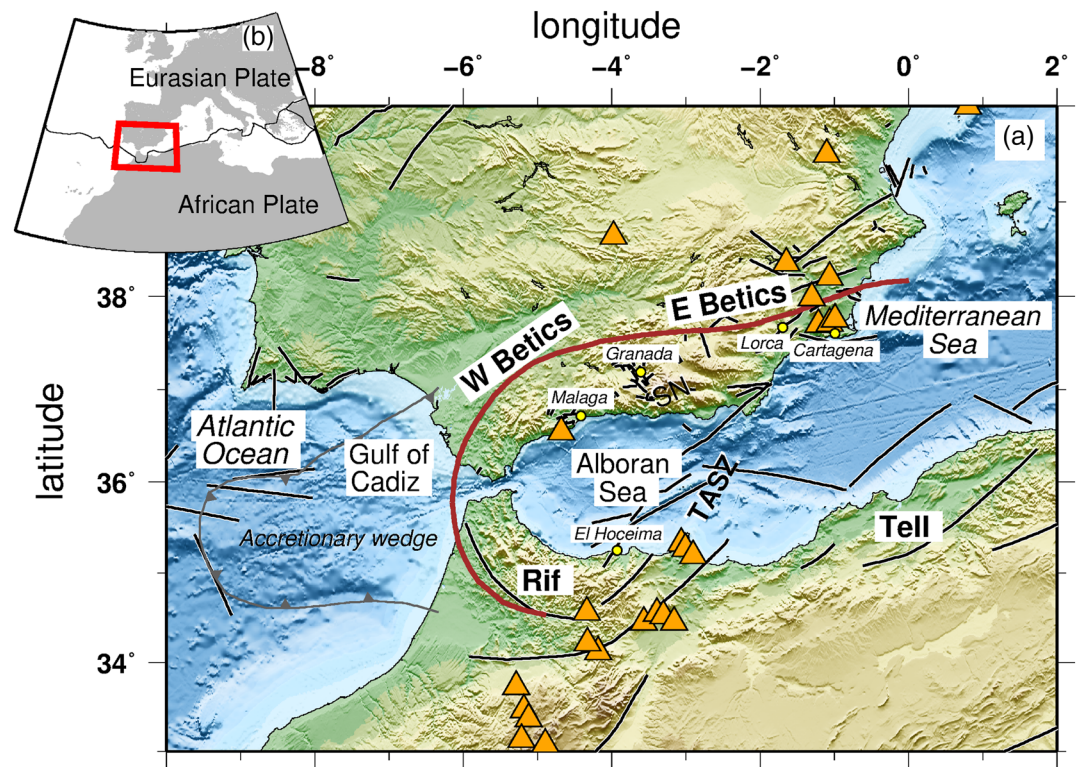 longitude
(b)
−8˚
−6˚
−4˚
−2˚
0˚
2˚
Eurasian Plate
African Plate
(a)
38˚
E Betics
Mediterranean
Sea
W Betics
Lorca
Cartagena
Granada
SN
Malaga
latitude
Atlantic
Ocean
Gulf of
Cadiz
Alboran
Sea
36˚
TASZ
El Hoceima
Tell
Accretionary wedge
Rif
34˚